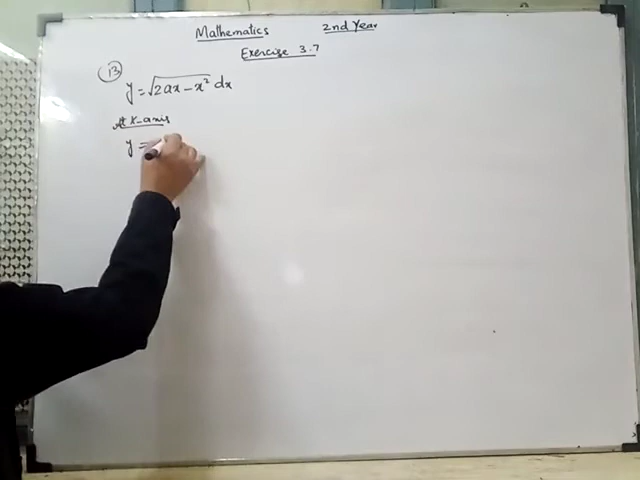 Mathematics 2nd Year
Exercise 3.7
13 y = √2ax - x² dx
At x-axis
y =